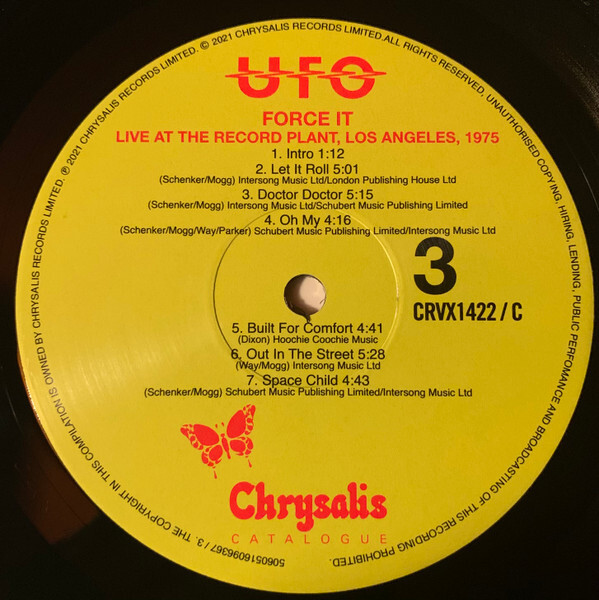 UFO
FORCE IT
LIVE AT THE RECORD PLANT, LOS ANGELES, 1975
1. Intro 1:12
2. Let It Roll 5:01
(Schenker/Mogg) Intersong Music Ltd/London Publishing House Ltd
3. Doctor Doctor 5:15
(Schenker/Mogg) Intersong Music Ltd/Schubert Music Publishing Limited
4. Oh My 4:16
(Schenker/Mogg/Way/Parker) Schubert Music Publishing Limited/Intersong Music Ltd
3
CRVX1422 / C
5. Built For Comfort 4:41
(Dixon) Hoochie Coochie Music
6. Out In The Street 5:28
(Way/Mogg) Intersong Music Ltd
7. Space Child 4:43
(Schenker/Mogg) Schubert Music Publishing Limited/Intersong Music Ltd
Chrysalis
CATALOGUE
5060516096367 / 3. THE COPYRIGHT IN THIS COMPILATION IS OWNED BY CHRYSALIS RECORDS LIMITED. ℗ 2021 CHRYSALIS RECORDS LIMITED. © 2021 CHRYSALIS RECORDS LIMITED.ALL RIGHTS RESERVED, UNAUTHORISED COPYING, HIRING, LENDING, PUBLIC PERFOMANCE AND BROADCASTING OF THIS RECORDING PROHIBITED.